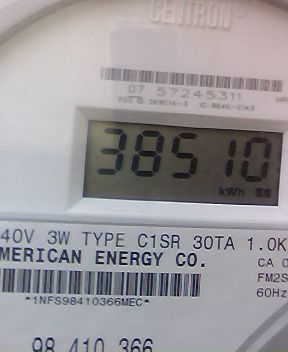 CENTRON®
07 57245311
38510
kWh
40V 3W TYPE C1SR 30TA 1.0K
MERICAN ENERGY CO.
CA 0
FM2S
60Hz
*1NFS98410366MEC*
98 410 366